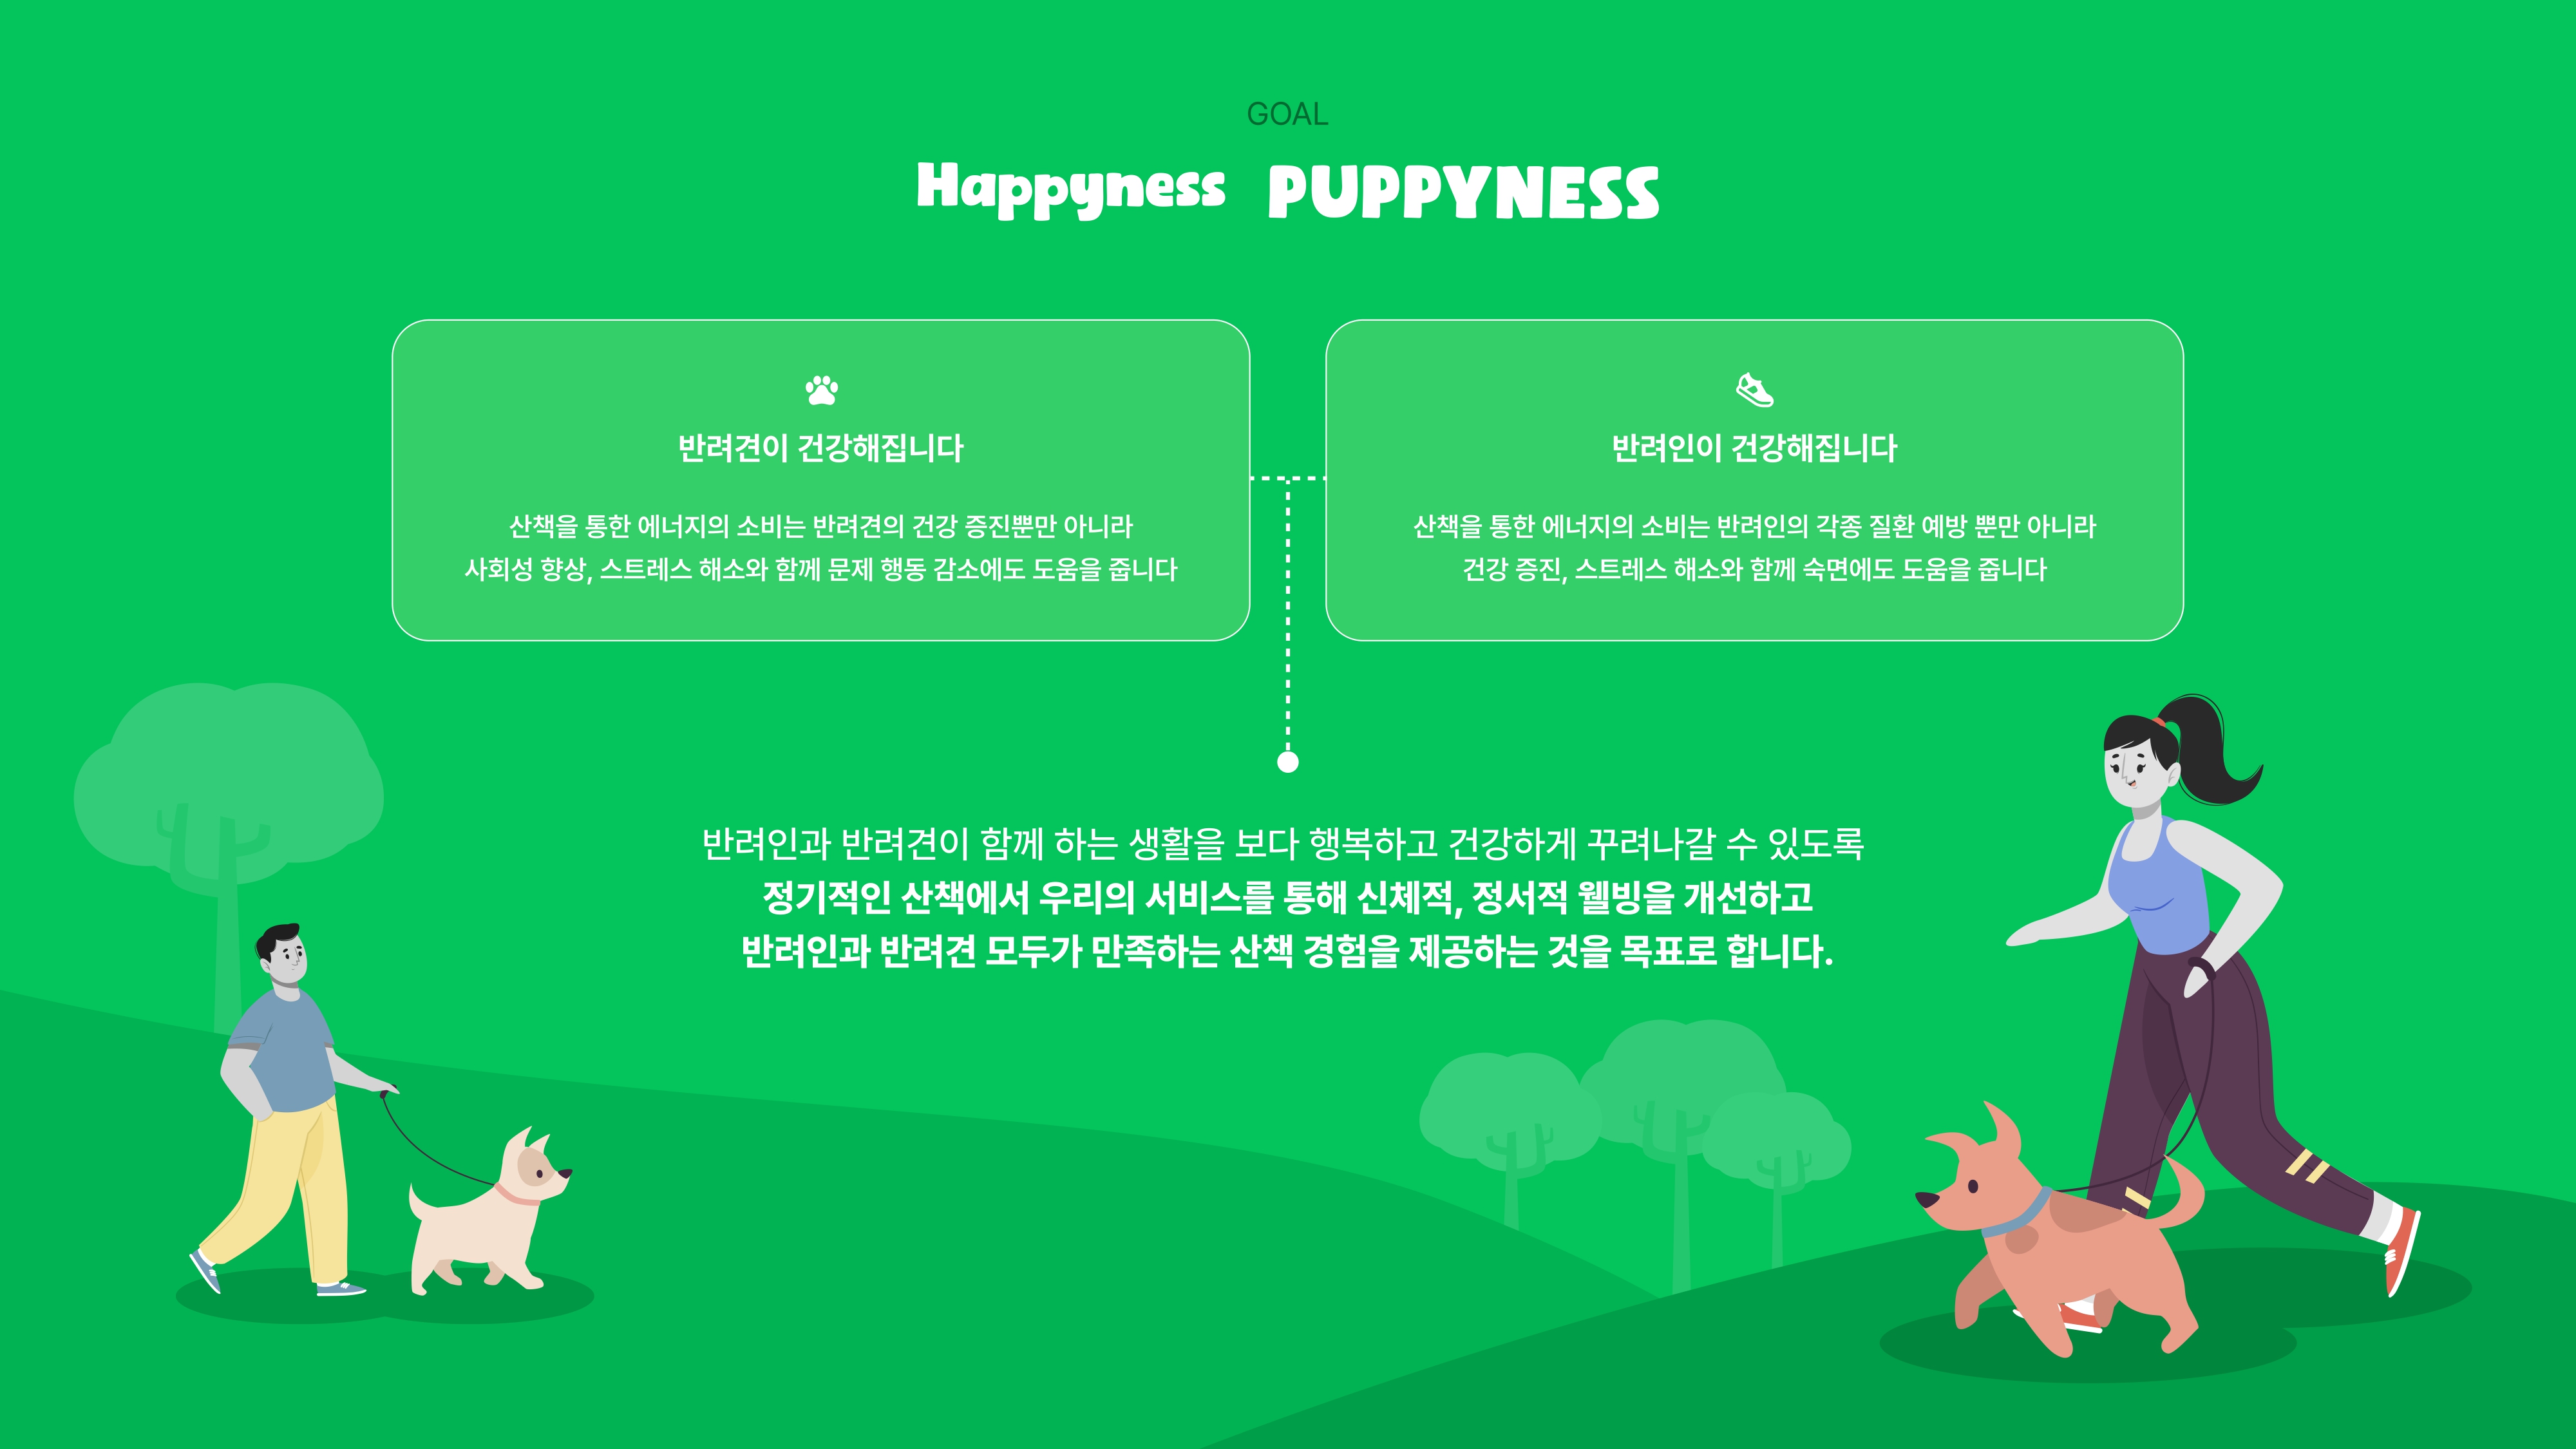 GOAL
Happyness PUPPYNESS
반려견이 건강해집니다
산책을 통한 에너지의 소비는 반려견의 건강 증진뿐만 아니라
사회성 향상, 스트레스 해소와 함께 문제 행동 감소에도 도움을 줍니다
반려인이 건강해집니다
산책을 통한 에너지의 소비는 반려인의 각종 질환 예방 뿐만 아니라
건강 증진, 스트레스 해소와 함께 숙면에도 도움을 줍니다
반려인과 반려견이 함께 하는 생활을 보다 행복하고 건강하게 꾸려나갈 수 있도록
정기적인 산책에서 우리의 서비스를 통해 신체적, 정서적 웰빙을 개선하고
반려인과 반려견 모두가 만족하는 산책 경험을 제공하는 것을 목표로 합니다.